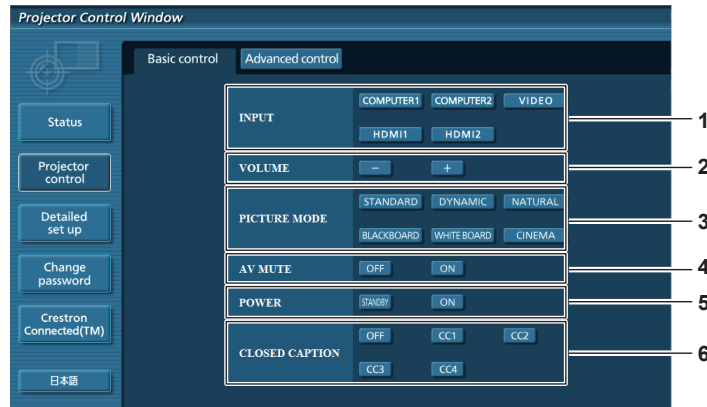 Projector Control Window
Basic control
Advanced control
Status
Projector
control
Detailed
set up
Change
password
Crestron
Connected(TM)
日本語
INPUT
COMPUTER1 COMPUTER2 VIDEO
HDMI1 HDMI2
1
VOLUME - +
2
PICTURE MODE
STANDARD DYNAMIC NATURAL
BLACKBOARD WHITE BOARD CINEMA
3
AV MUTE OFF ON
4
POWER STANDBY ON
5
CLOSED CAPTION
OFF CC1 CC2
CC3 CC4
6